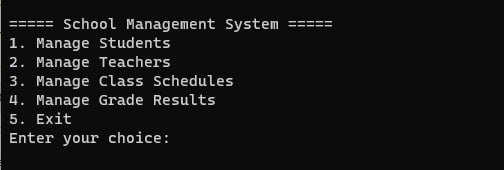 ===== School Management System =====
1. Manage Students
2. Manage Teachers
3. Manage Class Schedules
4. Manage Grade Results
5. Exit
Enter your choice: